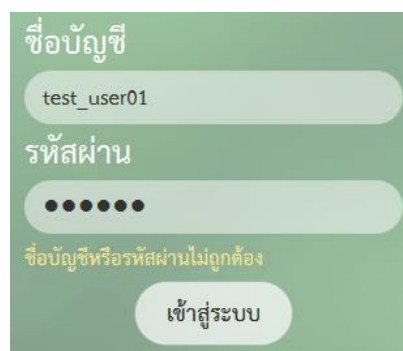 ชื่อบัญชี
test_user01
รหัสผ่าน
●●●●●●
ชื่อบัญชีหรือรหัสผ่านไม่ถูกต้อง
เข้าสู่ระบบ